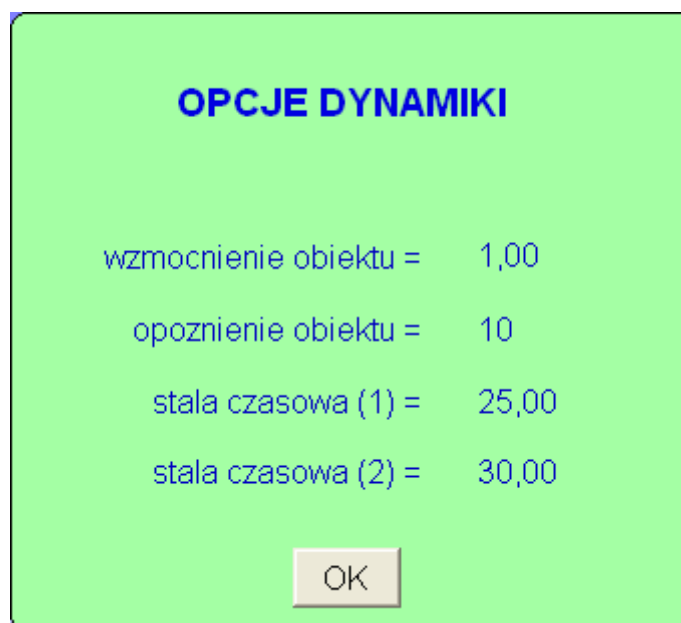 OPCJE DYNAMIKI
wzmocnienie obiektu = 1,00
opoznienie obiektu = 10
stala czasowa (1) = 25,00
stala czasowa (2) = 30,00
OK